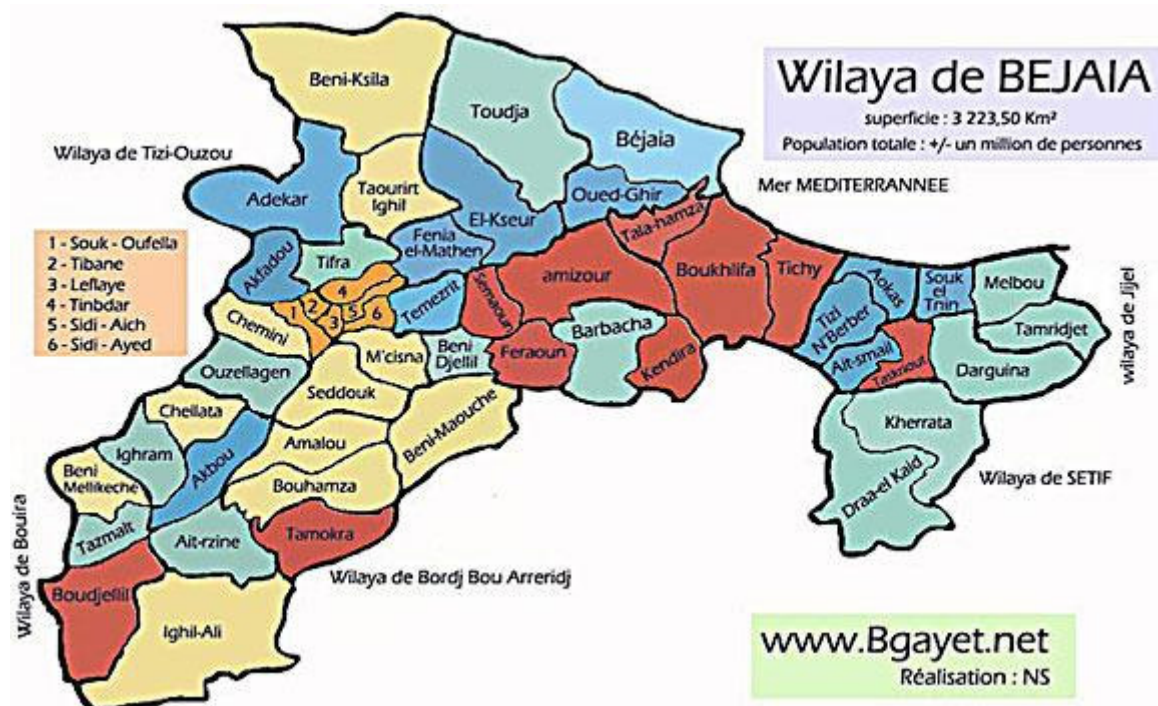 Wilaya de BEJAIA
superficie : 3 223,50 Km²
Population totale : +/- un million de personnes
Beni-Ksila
Toudja
Béjaia
Wilaya de Tizi-Ouzou
Mer MEDITERRANNEE
Adekar
Taourirt
Ighil
Oued-Ghir
El-Kseur
Tala-hamza
1 - Souk - Oufella
2 - Tibane
3 - Leflaye
4 - Tinbdar
5 - Sidi - Aich
6 - Sidi - Ayed
Akfadou
Tifra
Fenia
el-Mathen
amizour
Boukhlifa
Tichy
Aokas
Souk
el
Tnin
Melbou
wilaya de Jijel
4
1
2
3
5
6
Temezrit
Semaoun
Tizi
N'Berber
Tamridjet
Chemini
M'cisna
Beni
Djellil
Feraoun
Barbacha
Kendira
Ait-smail
Taskriout
Darguina
Ouzellagen
Seddouk
Chellata
Amalou
Beni-Maouche
Kherrata
Ighram
Akbou
Beni
Mellikeche
Bouhamza
Draa-el Kaid
Wilaya de SETIF
Tazmalt
Ait-rzine
Tamokra
Wilaya de Bouira
Wilaya de Bordj Bou Arreridj
Boudjellil
Ighil-Ali
www.Bgayet.net
Réalisation : NS